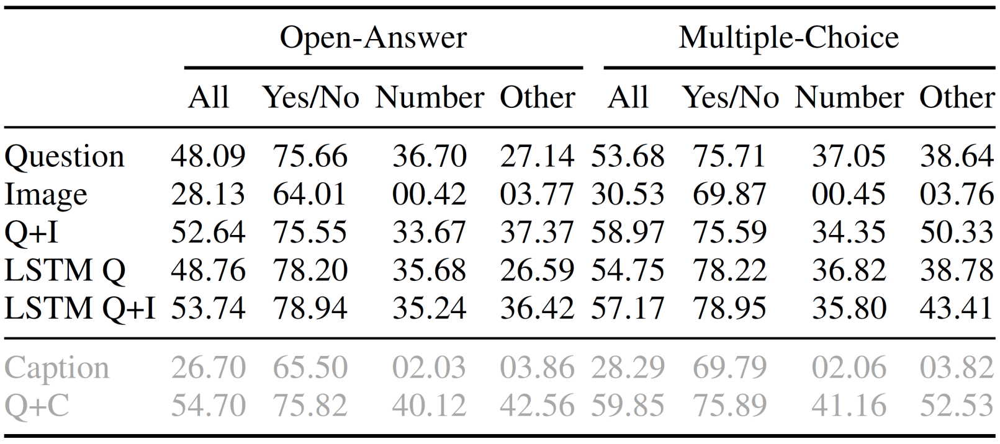 Open-Answer Multiple-Choice
All Yes/No Number Other All Yes/No Number Other
Question 48.09 75.66 36.70 27.14 53.68 75.71 37.05 38.64
Image 28.13 64.01 00.42 03.77 30.53 69.87 00.45 03.76
Q+I 52.64 75.55 33.67 37.37 58.97 75.59 34.35 50.33
LSTM Q 48.76 78.20 35.68 26.59 54.75 78.22 36.82 38.78
LSTM Q+I 53.74 78.94 35.24 36.42 57.17 78.95 35.80 43.41
Caption 26.70 65.50 02.03 03.86 28.29 69.79 02.06 03.82
Q+C 54.70 75.82 40.12 42.56 59.85 75.89 41.16 52.53